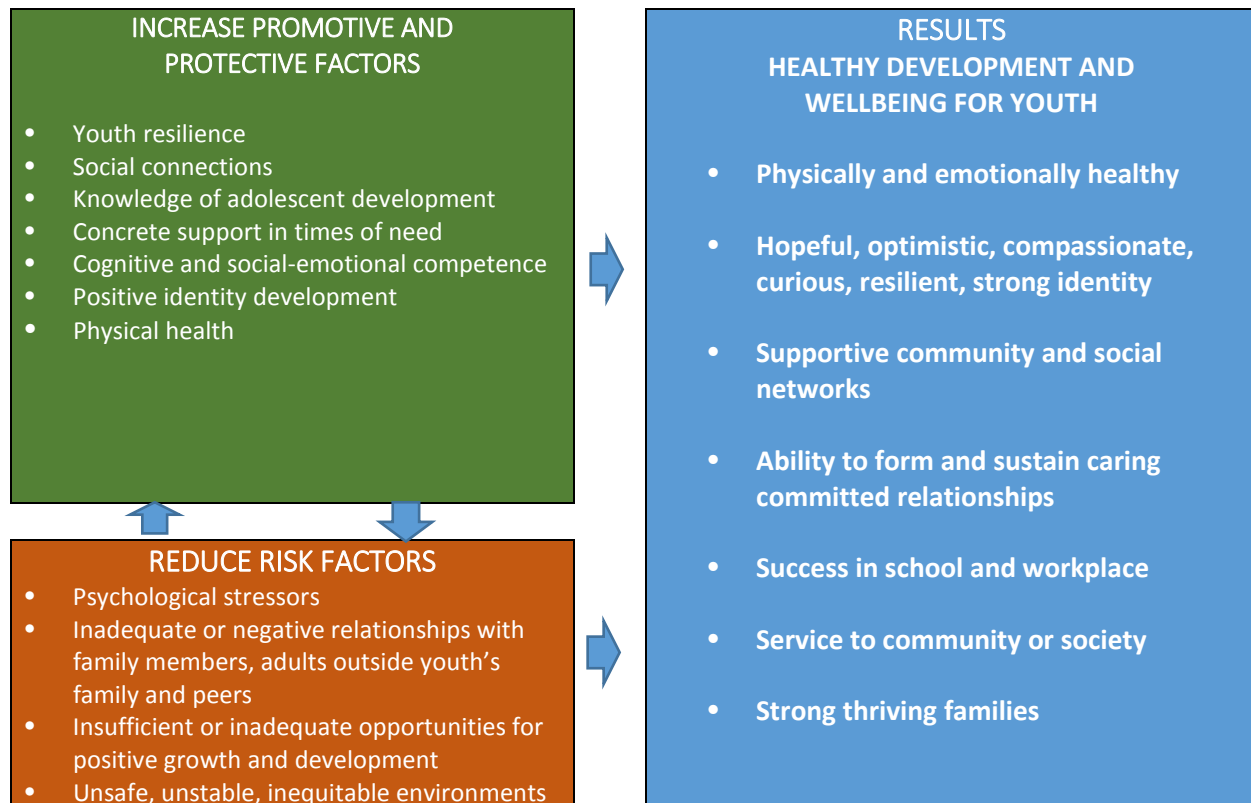 INCREASE PROMOTIVE AND
PROTECTIVE FACTORS
• Youth resilience
• Social connections
• Knowledge of adolescent development
• Concrete support in times of need
• Cognitive and social-emotional competence
• Positive identity development
• Physical health
REDUCE RISK FACTORS
• Psychological stressors
• Inadequate or negative relationships with
family members, adults outside youth’s
family and peers
• Insufficient or inadequate opportunities for
positive growth and development
• Unsafe, unstable, inequitable environments
RESULTS
HEALTHY DEVELOPMENT AND
WELLBEING FOR YOUTH
• Physically and emotionally healthy
• Hopeful, optimistic, compassionate,
curious, resilient, strong identity
• Supportive community and social
networks
• Ability to form and sustain caring
committed relationships
• Success in school and workplace
• Service to community or society
• Strong thriving families